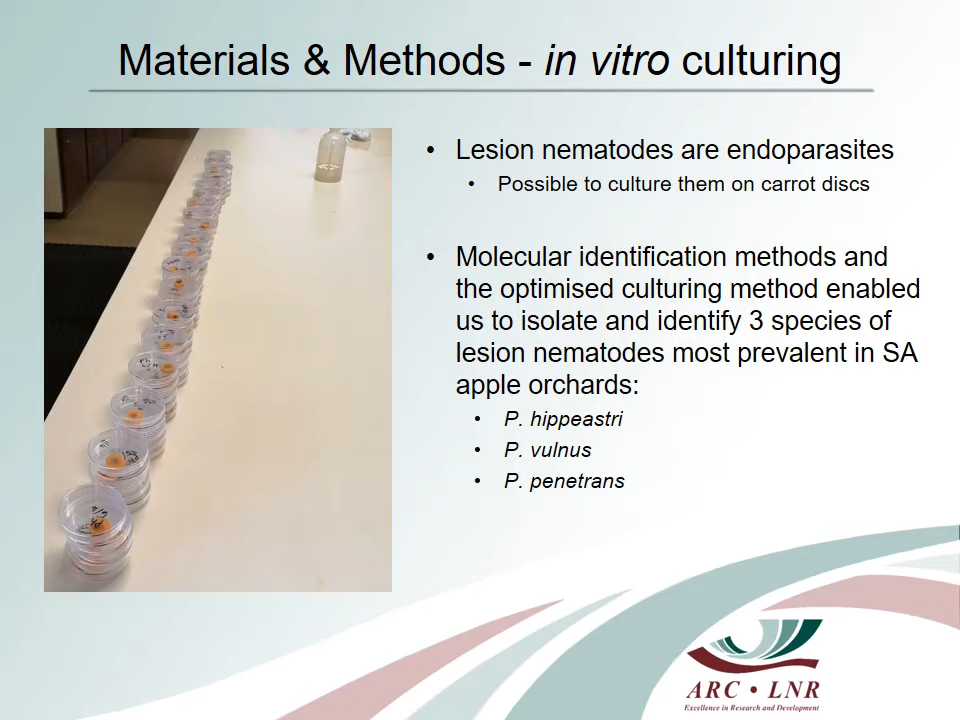 Materials & Methods - in vitro culturing
• Lesion nematodes are endoparasites
• Possible to culture them on carrot discs
• Molecular identification methods and
the optimised culturing method enabled
us to isolate and identify 3 species of
lesion nematodes most prevalent in SA
apple orchards:
• P. hippeastri
• P. vulnus
• P. penetrans
ARC • LNR
Excellence in Research and Development